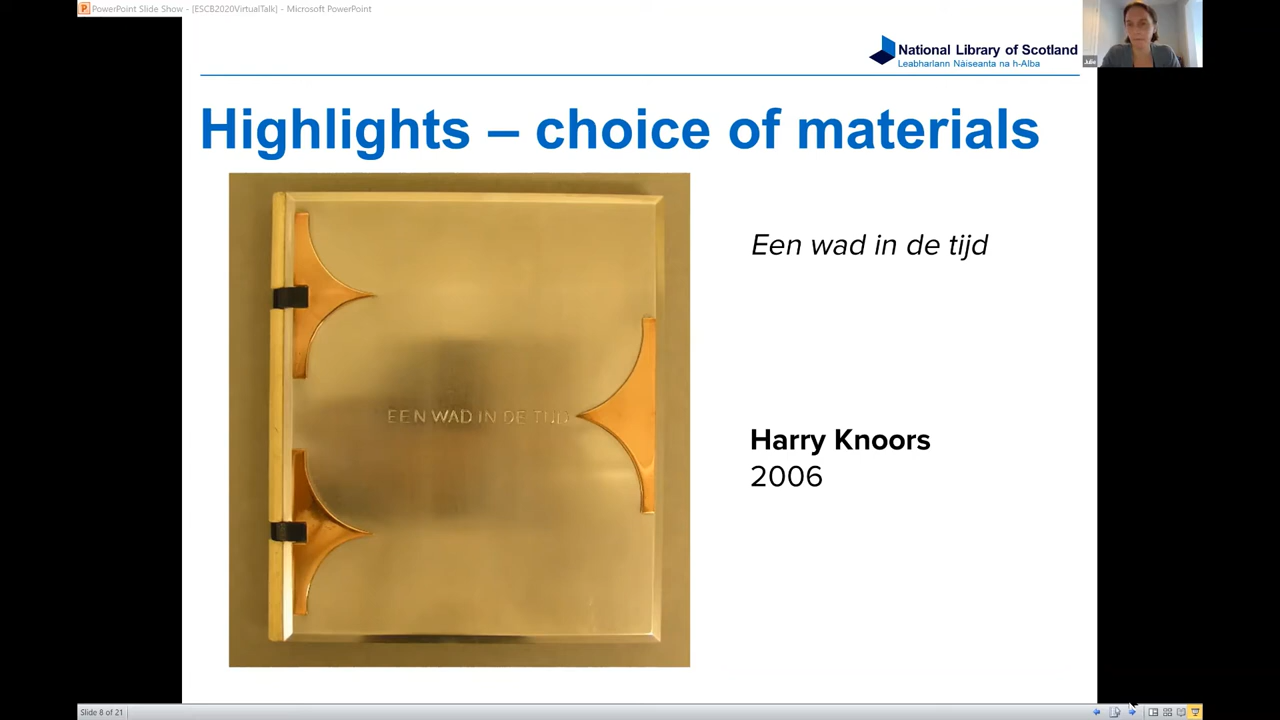 PowerPoint Slide Show - [ESCB2020VirtualTalk] - Microsoft PowerPoint
Julie
National Library of Scotland
Leabharlann Nàiseanta na h-Alba
Highlights – choice of materials
EEN WAD IN DE TIJD
Een wad in de tijd
Harry Knoors
2006
Slide 8 of 21